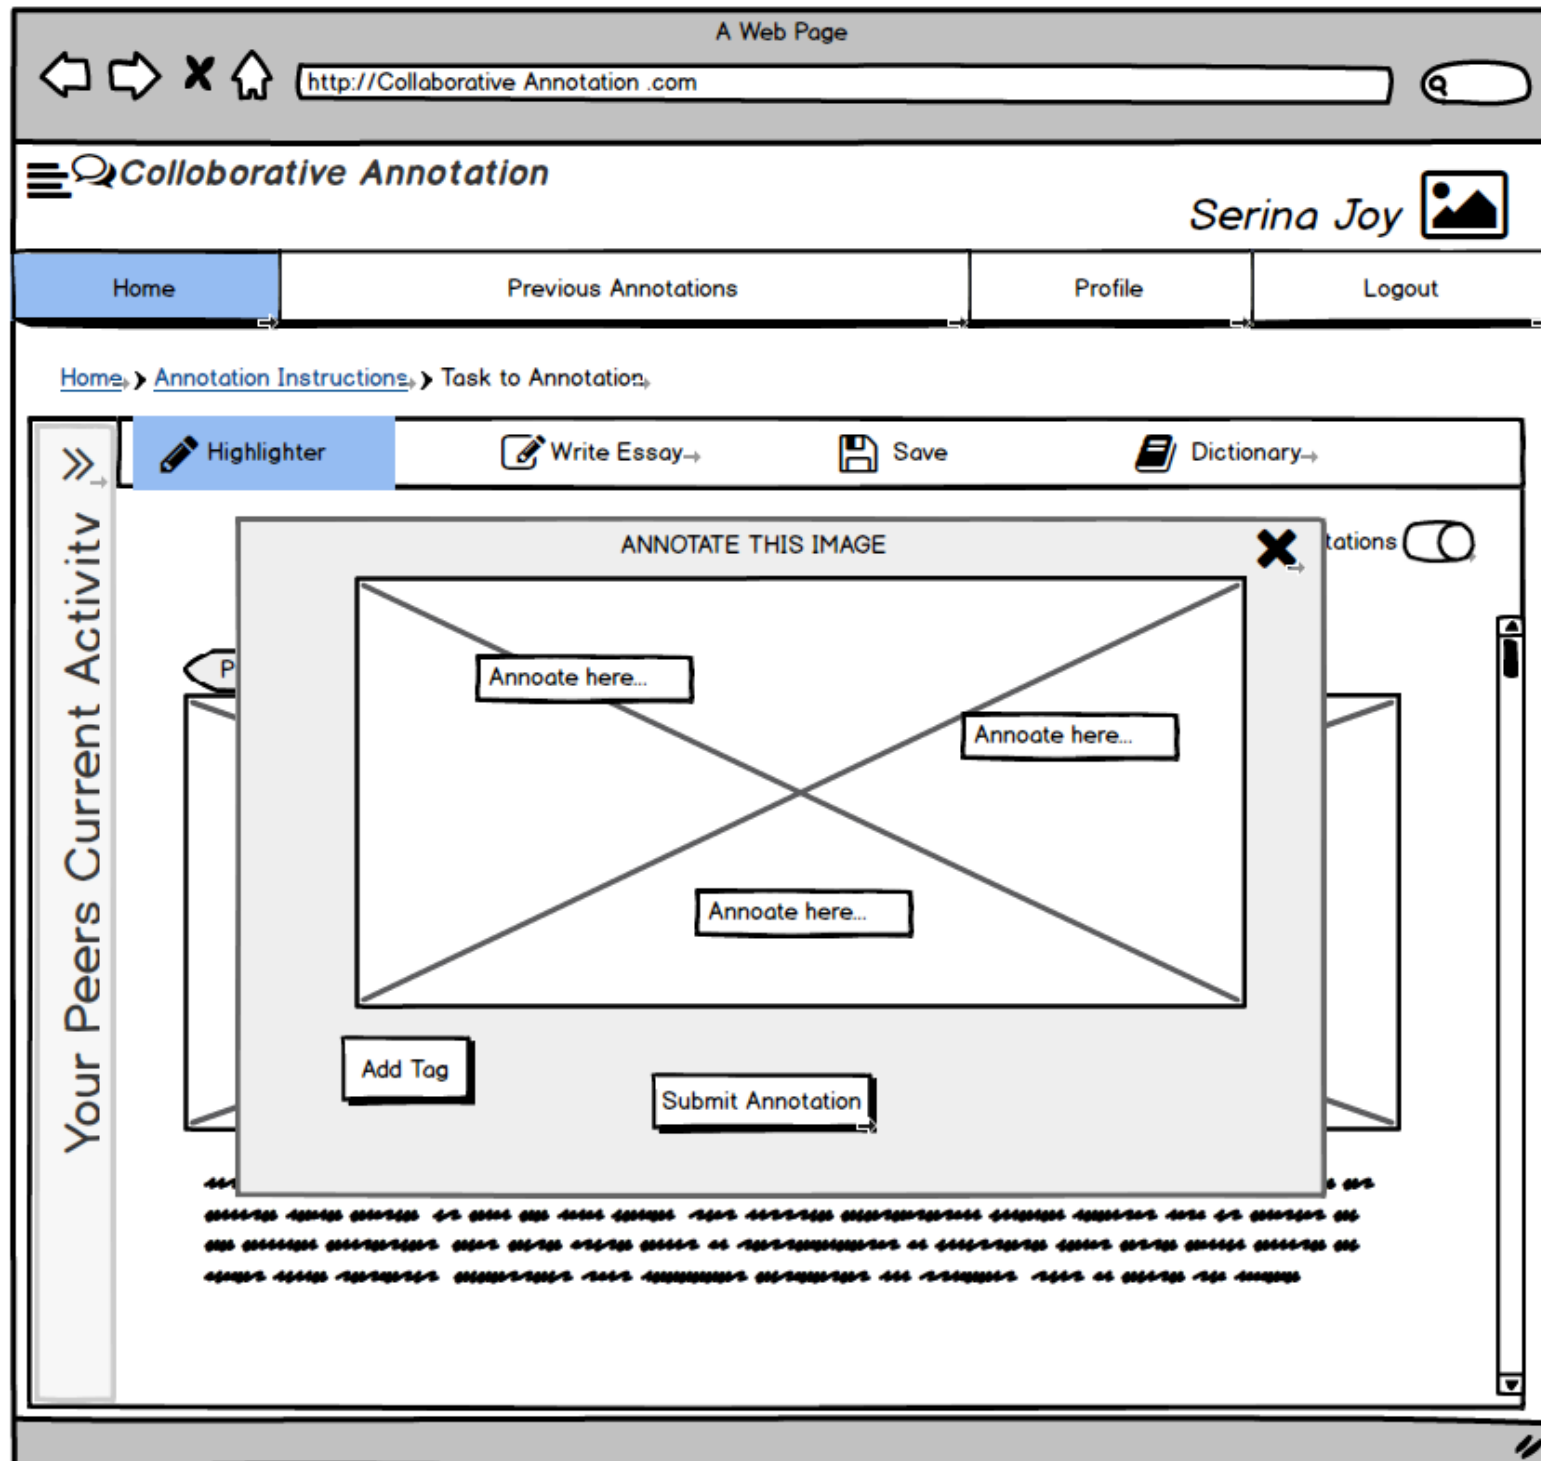 A Web Page
http://Collaborative Annotation .com
Colloborative Annotation
Serina Joy
Home
Previous Annotations
Profile
Logout
Home
Annotation Instructions
Task to Annotation
Highlighter
Write Essay
Save
Dictionary
Your Peers Current Activity
ANNOTATE THIS IMAGE
tations
P
Annoate here...
Annoate here...
Annoate here...
Add Tag
Submit Annotation